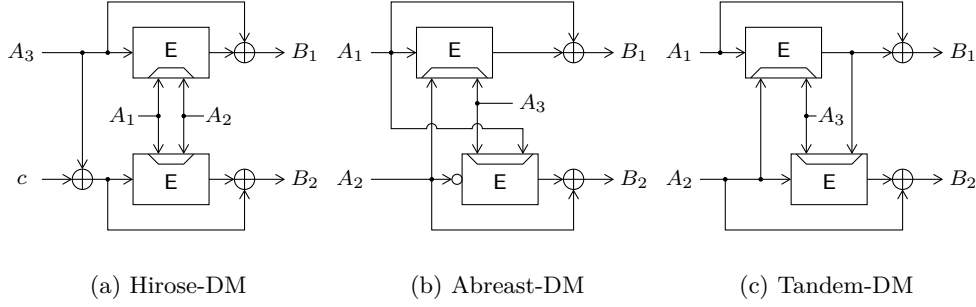 A₃ E B₁ A₁ E B₁ A₁ E B₁
A₁ A₂ A₃ A₃
c E B₂ A₂ E B₂ A₂ E B₂
(a) Hirose-DM (b) Abreast-DM (c) Tandem-DM